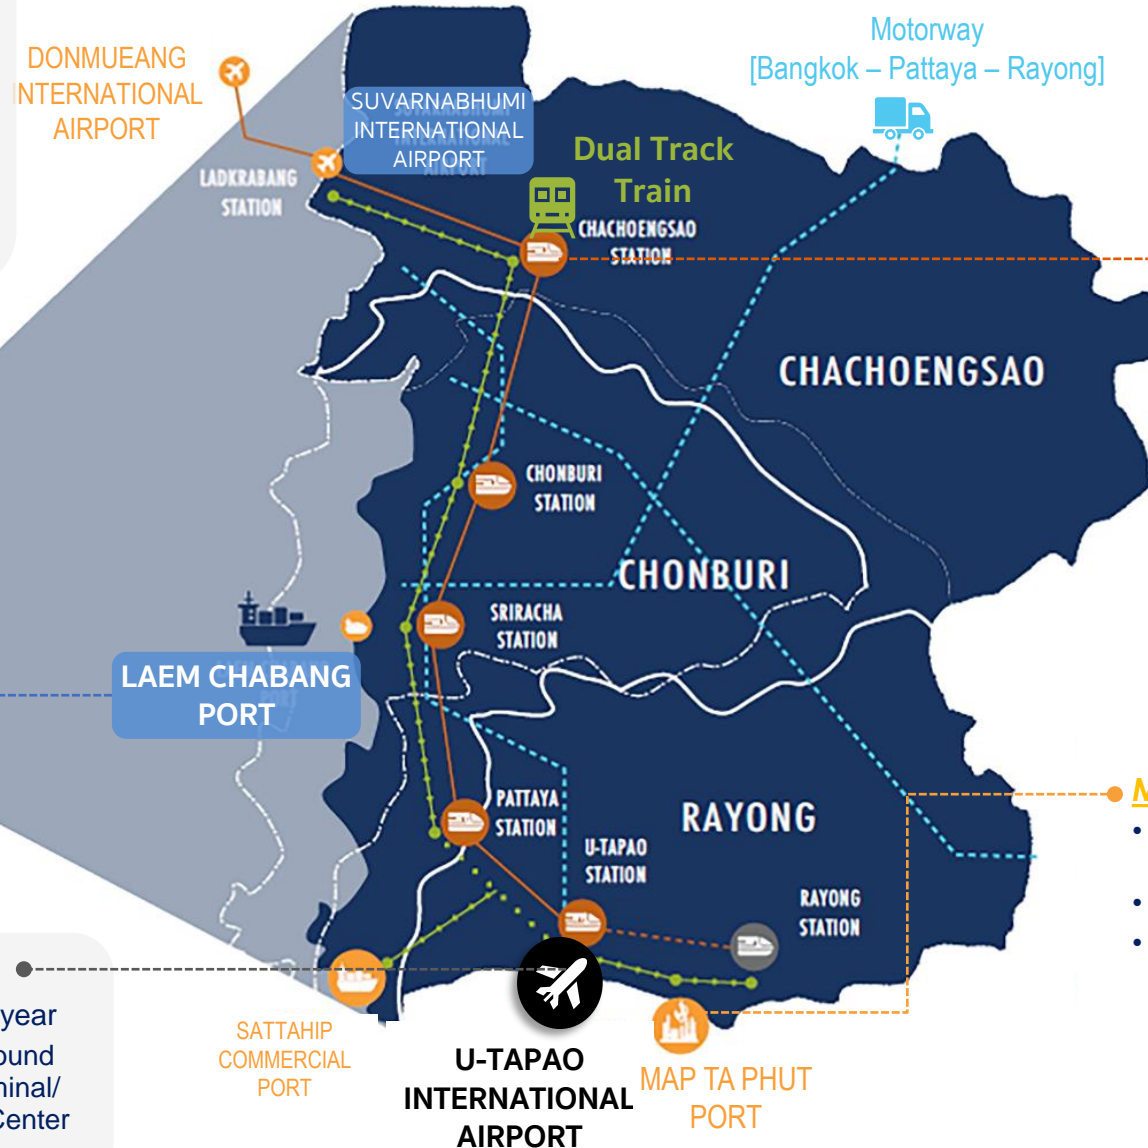 DONMUEANG
INTERNATIONAL
AIRPORT
Motorway
[Bangkok – Pattaya – Rayong]
SUVARNABHUMI
INTERNATIONAL
AIRPORT
Dual Track
Train
LADKRABANG
STATION
CHACHOENGSAO
STATION
CHACHOENGSAO
CHONBURI
STATION
CHONBURI
SRIRACHA
STATION
LAEM CHABANG
PORT
PATTAYA
STATION
RAYONG
U-TAPAO
STATION
RAYONG
STATION
M
year
ound
minal/
Center
SATTAHIP
COMMERCIAL
PORT
U-TAPAO
INTERNATIONAL
AIRPORT
MAP TA PHUT
PORT